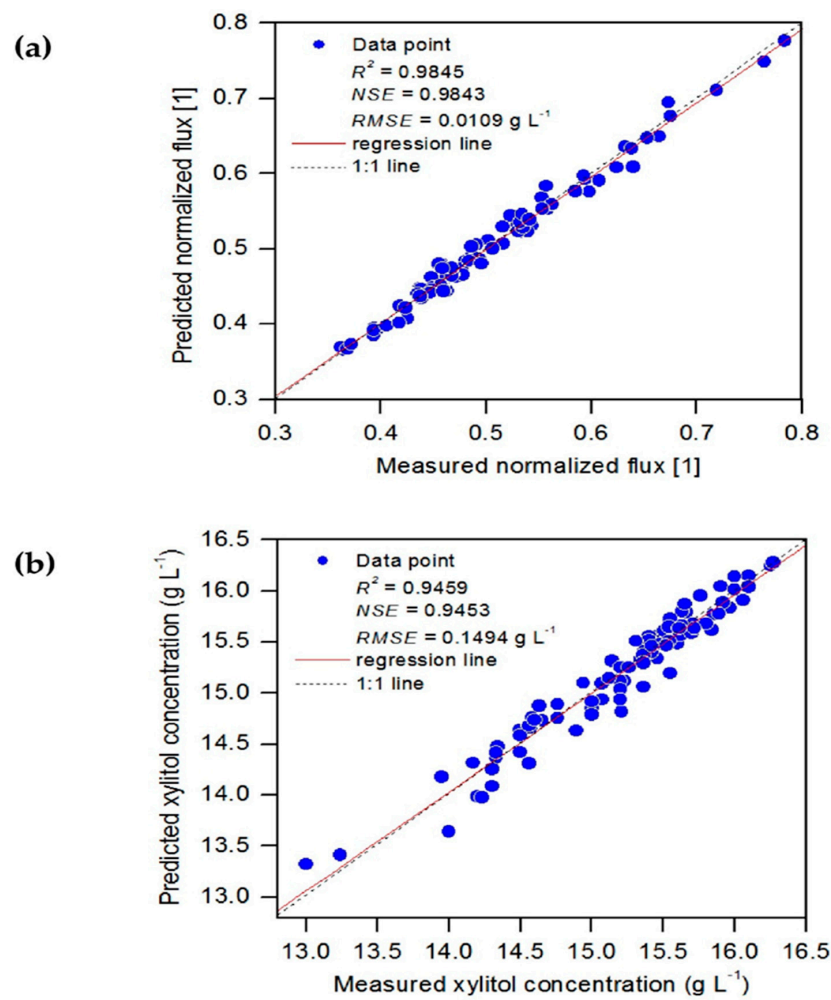 (a)
Predicted normalized flux [1]
0.8
0.7
0.6
0.5
0.4
0.3
Data point
R² = 0.9845
NSE = 0.9843
RMSE = 0.0109 g L⁻¹
regression line
1:1 line
0.3 0.4 0.5 0.6 0.7 0.8
Measured normalized flux [1]
(b)
Predicted xylitol concentration (g L⁻¹)
16.5
16.0
15.5
15.0
14.5
14.0
13.5
13.0
Data point
R² = 0.9459
NSE = 0.9453
RMSE = 0.1494 g L⁻¹
regression line
1:1 line
13.0 13.5 14.0 14.5 15.0 15.5 16.0 16.5
Measured xylitol concentration (g L⁻¹)